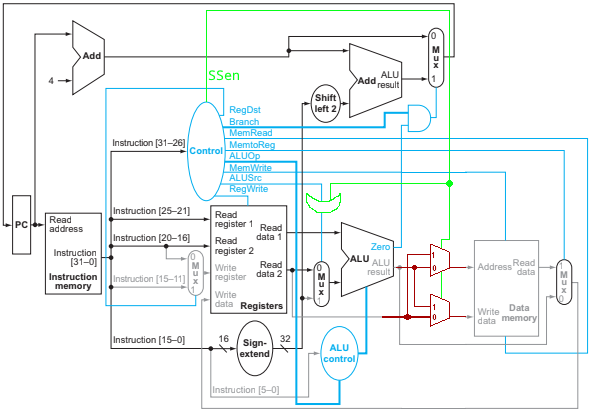 SSen
Add
4
Add
ALU
result
0
M
u
x
1
Shift
left 2
RegDst
Branch
MemRead
MemtoReg
ALUOp
MemWrite
ALUSrc
RegWrite
Control
Instruction [31–26]
PC
Read
address
Instruction
[31–0]
Instruction
memory
Instruction [25–21]
Instruction [20–16]
Instruction [15–11]
Instruction [15–0]
Instruction [5–0]
0
M
u
x
1
Read
register 1
Read
register 2
Write
register
Write
data
Read
data 1
Read
data 2
Registers
0
M
u
x
1
Zero
ALU
ALU
result
1
0
1
0
Address
Read
data
Write
data
Data
memory
1
M
u
x
0
16
Sign-
extend
32
ALU
control